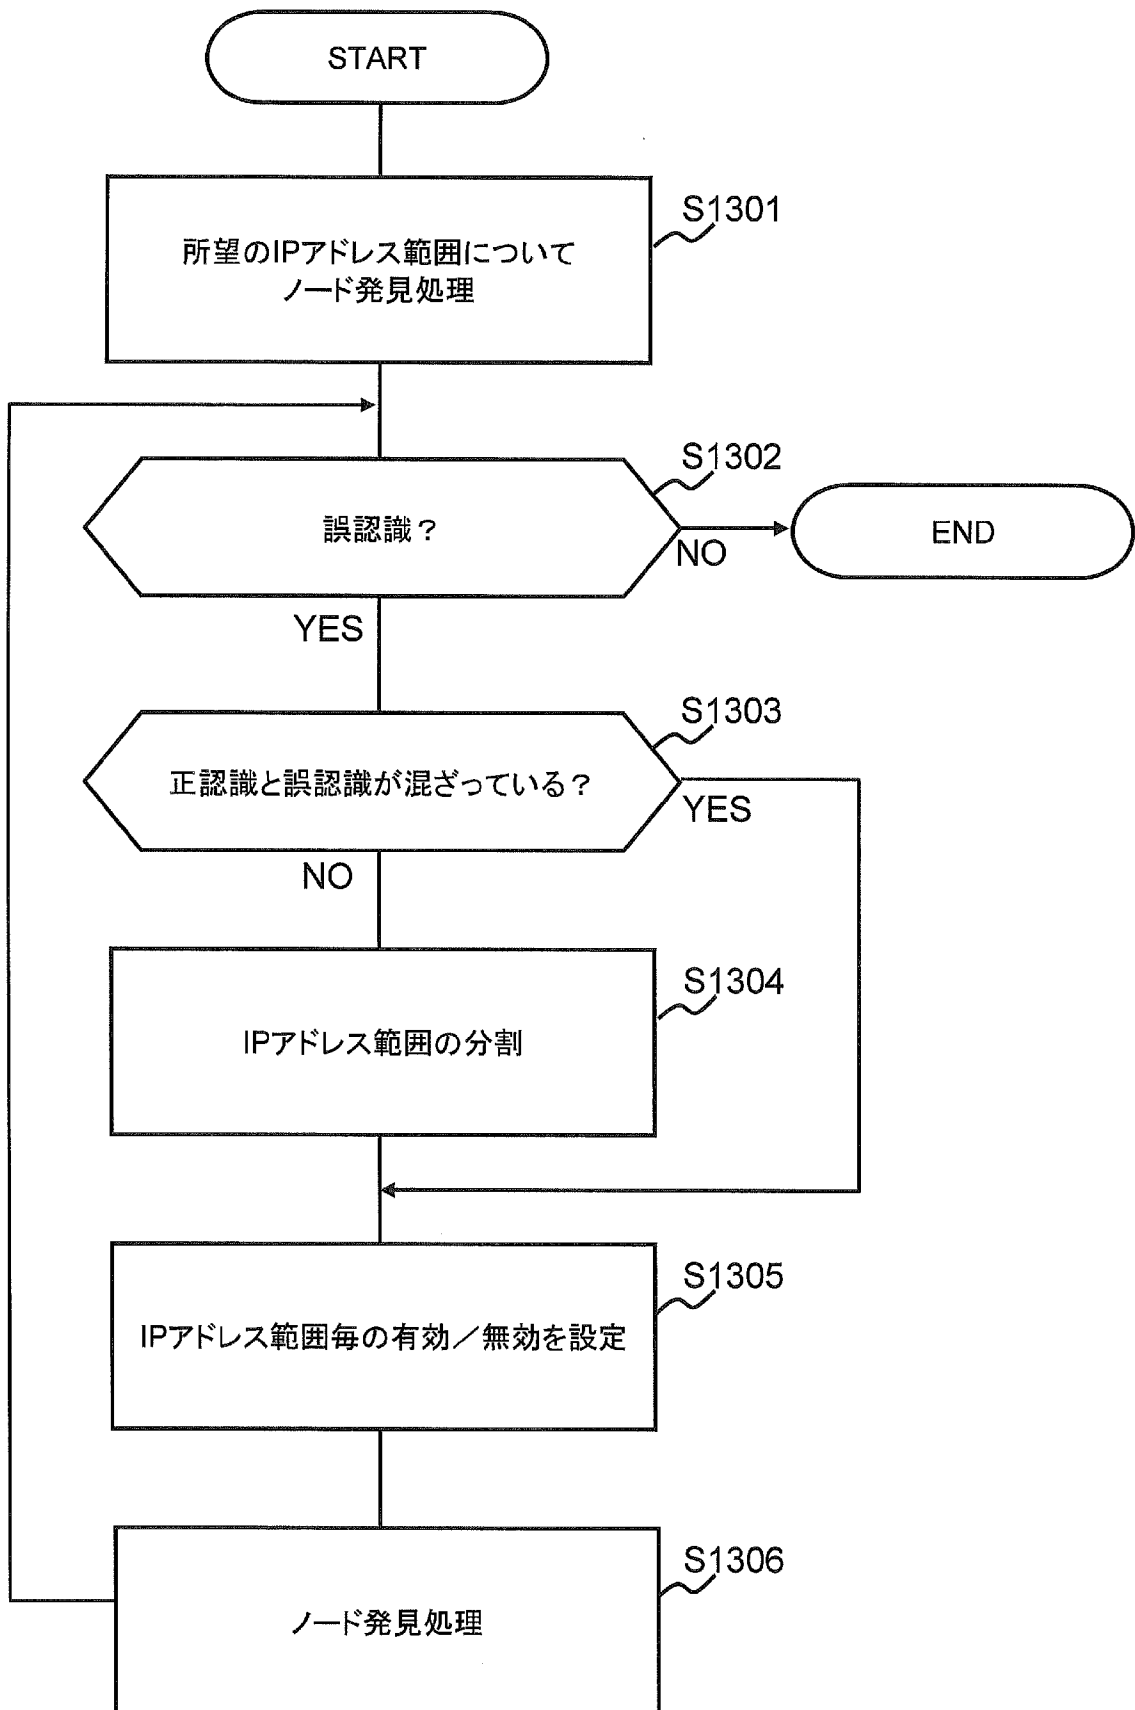 START
S1301
所望のIPアドレス範囲について
ノード発見処理
S1302
誤認識？
NO
END
YES
S1303
正認識と誤認識が混ざっている？
YES
NO
S1304
IPアドレス範囲の分割
S1305
IPアドレス範囲毎の有効／無効を設定
S1306
ノード発見処理